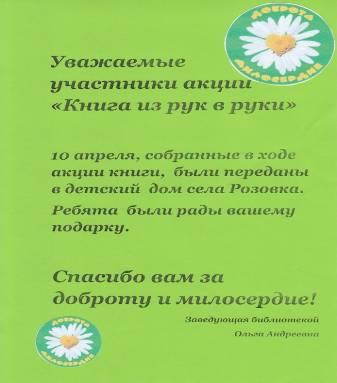 ДОБРОТА
МИЛОСЕРДИЕ
Уважаемые
участники акции
«Книга из рук в руки»
10 апреля, собранные в ходе
акции книги, были переданы
в детский дом села Розовка.
Ребята были рады вашему
подарку.
Спасибо вам за
доброту и милосердие!
Заведующая библиотекой
Ольга Андреевна
ДОБРОТА
МИЛОСЕРДИЕ